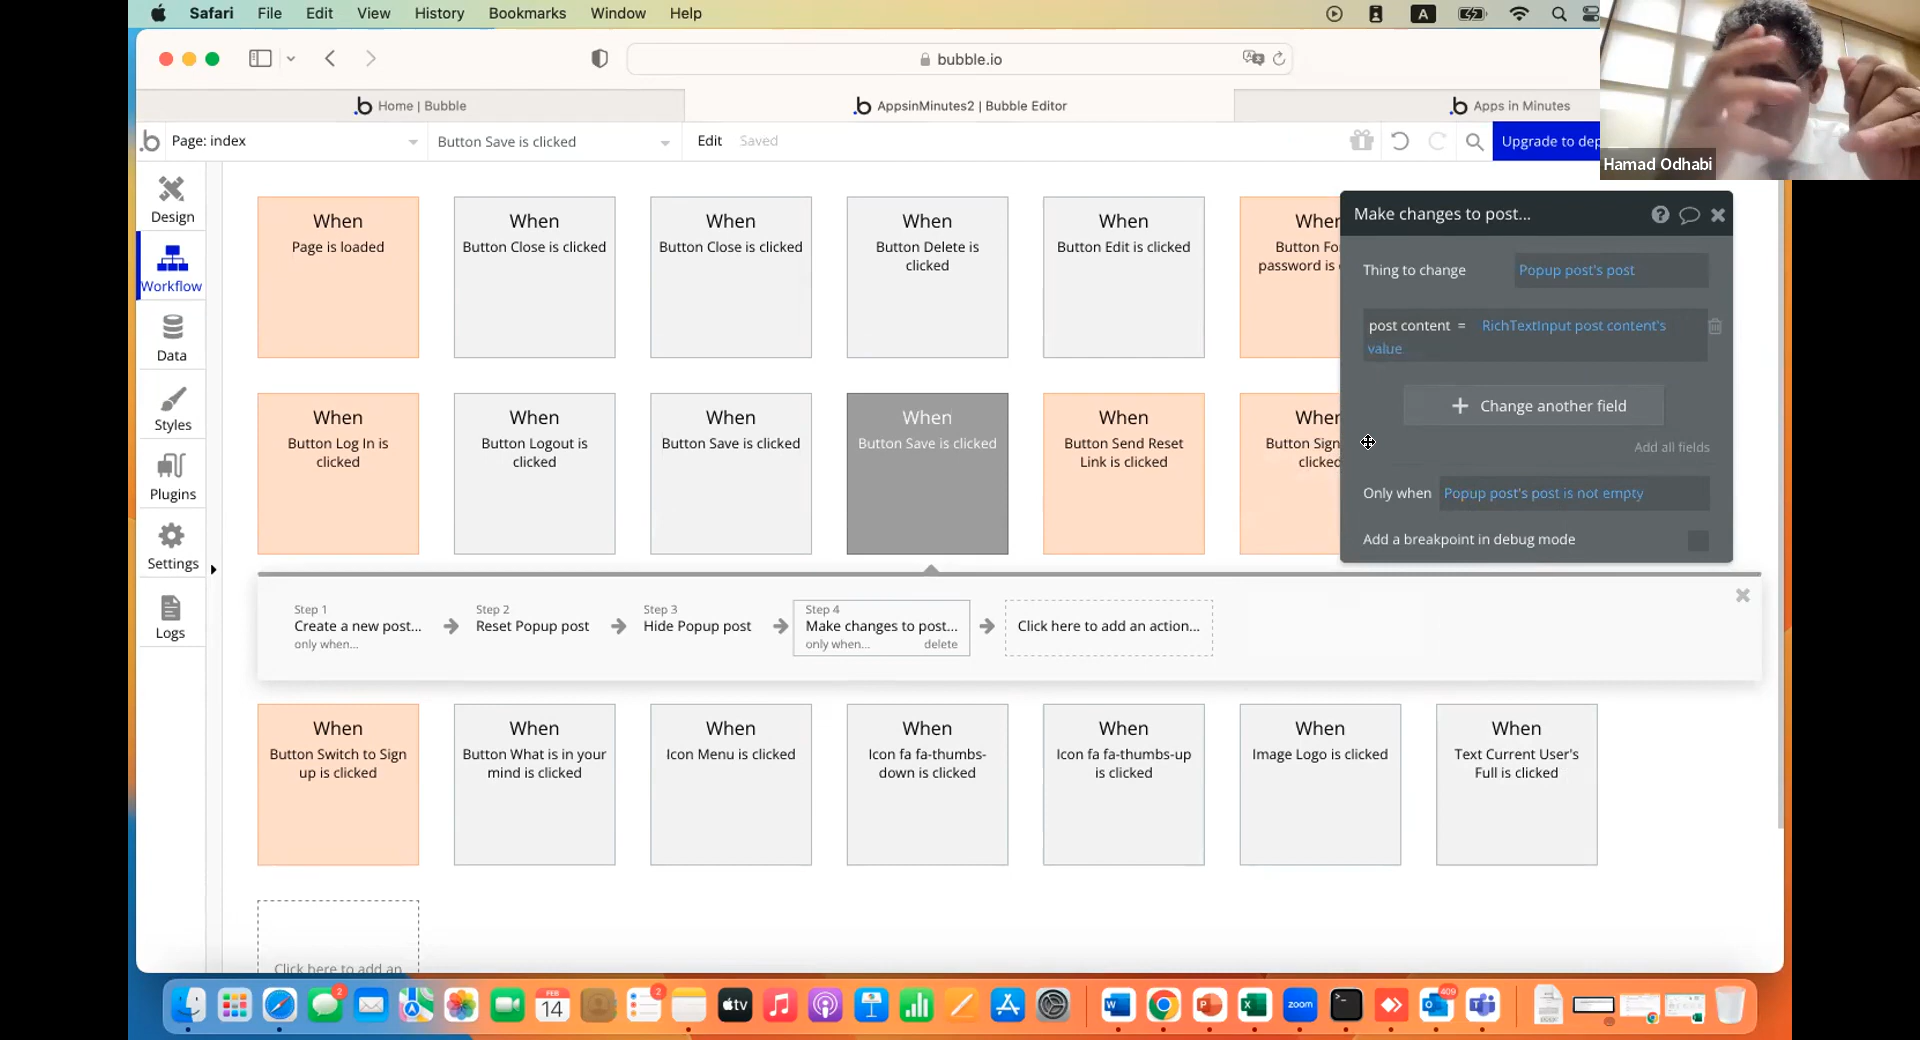 Safari File Edit View History Bookmarks Window Help
A
bubble.io
Home | Bubble
AppsinMinutes2 | Bubble Editor
Apps in Minutes
Page: index
Button Save is clicked
Edit
Saved
Upgrade to dep
Hamad Odhabi
Design
Workflow
Data
Styles
Plugins
Settings
Logs
When
Page is loaded
When
Button Close is clicked
When
Button Close is clicked
When
Button Delete is
clicked
When
Button Edit is clicked
When
Button Fo
password is
Make changes to post...
Thing to change
Popup post's post
post content = RichTextInput post content's
value
Change another field
Add all fields
Only when
Popup post's post is not empty
Add a breakpoint in debug mode
When
Button Log In is
clicked
When
Button Logout is
clicked
When
Button Save is clicked
When
Button Save is clicked
When
Button Send Reset
Link is clicked
When
Button Sign
clicked
Step 1
Create a new post...
only when...
Step 2
Reset Popup post
Step 3
Hide Popup post
Step 4
Make changes to post...
only when...
delete
Click here to add an action...
When
Button Switch to Sign
up is clicked
When
Button What is in your
mind is clicked
When
Icon Menu is clicked
When
Icon fa fa-thumbs-
down is clicked
When
Icon fa fa-thumbs-up
is clicked
When
Image Logo is clicked
When
Text Current User's
Full is clicked
Click here to add an
2
FEB
14
2
tv
zoom
409